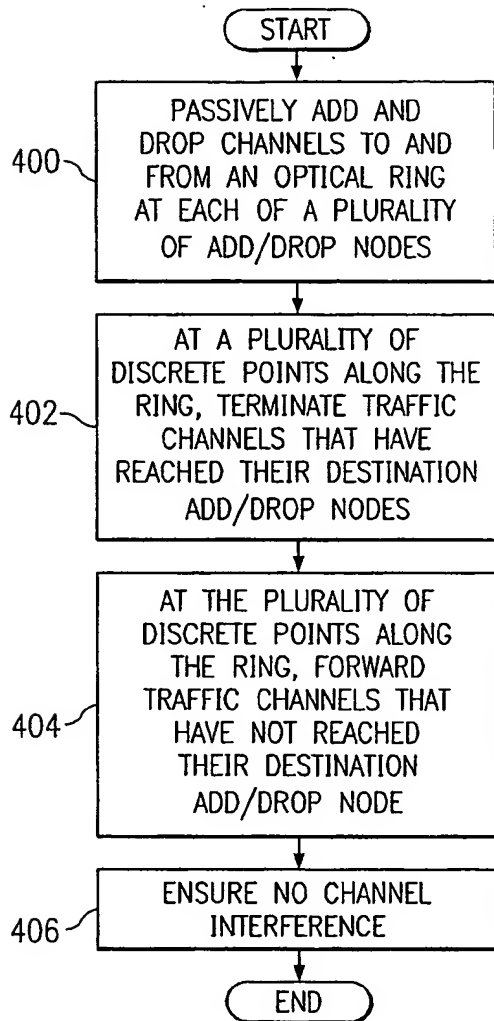 START
400
PASSIVELY ADD AND
DROP CHANNELS TO AND
FROM AN OPTICAL RING
AT EACH OF A PLURALITY
OF ADD/DROP NODES
402
AT A PLURALITY OF
DISCRETE POINTS ALONG THE
RING, TERMINATE TRAFFIC
CHANNELS THAT HAVE
REACHED THEIR DESTINATION
ADD/DROP NODES
404
AT THE PLURALITY OF
DISCRETE POINTS ALONG
THE RING, FORWARD
TRAFFIC CHANNELS THAT
HAVE NOT REACHED
THEIR DESTINATION
ADD/DROP NODE
406
ENSURE NO CHANNEL
INTERFERENCE
END